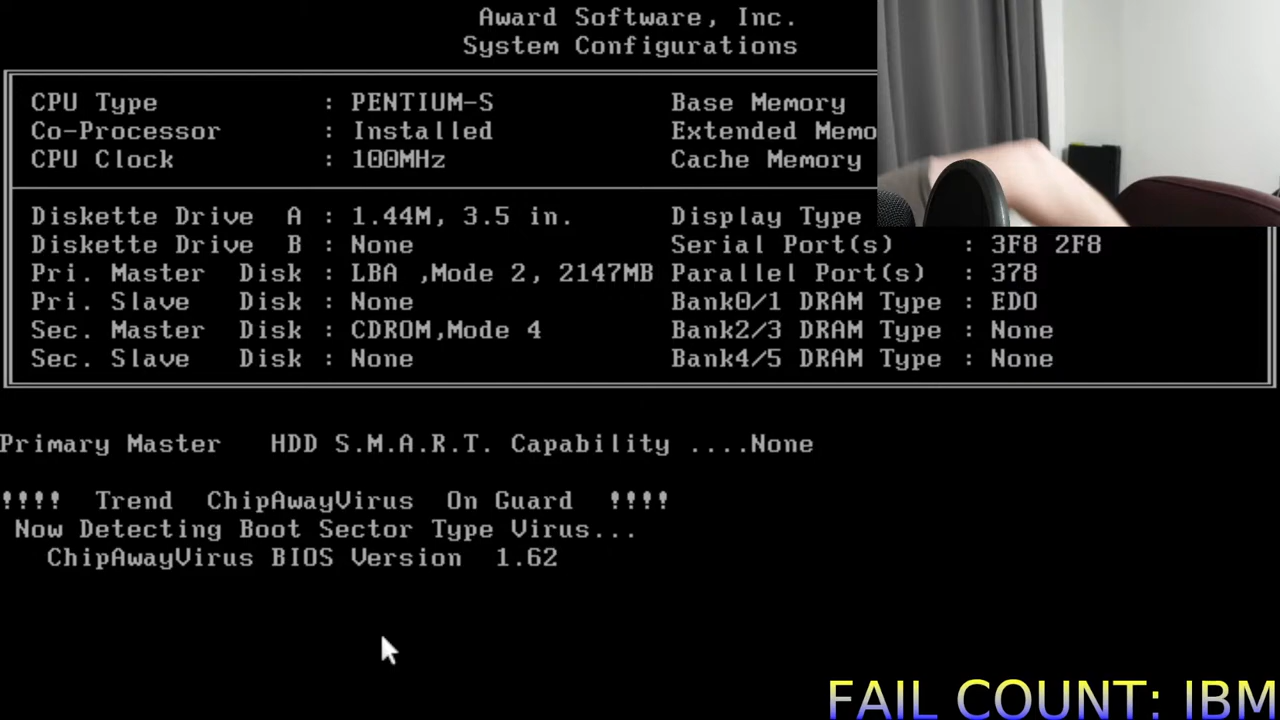 Award Software, Inc.
System Configurations
CPU Type : PENTIUM-S Base Memory
Co-Processor : Installed Extended Memo
CPU Clock : 100MHz Cache Memory
Diskette Drive A : 1.44M, 3.5 in. Display Type
Diskette Drive B : None Serial Port(s) : 3F8 2F8
Pri. Master Disk : LBA ,Mode 2, 2147MB Parallel Port(s) : 378
Pri. Slave Disk : None Bank0/1 DRAM Type : EDO
Sec. Master Disk : CDROM,Mode 4 Bank2/3 DRAM Type : None
Sec. Slave Disk : None Bank4/5 DRAM Type : None
Primary Master HDD S.M.A.R.T. Capability ....None
!!!! Trend ChipAwayVirus On Guard !!!!
Now Detecting Boot Sector Type Virus...
ChipAwayVirus BIOS Version 1.62
FAIL COUNT: IBM